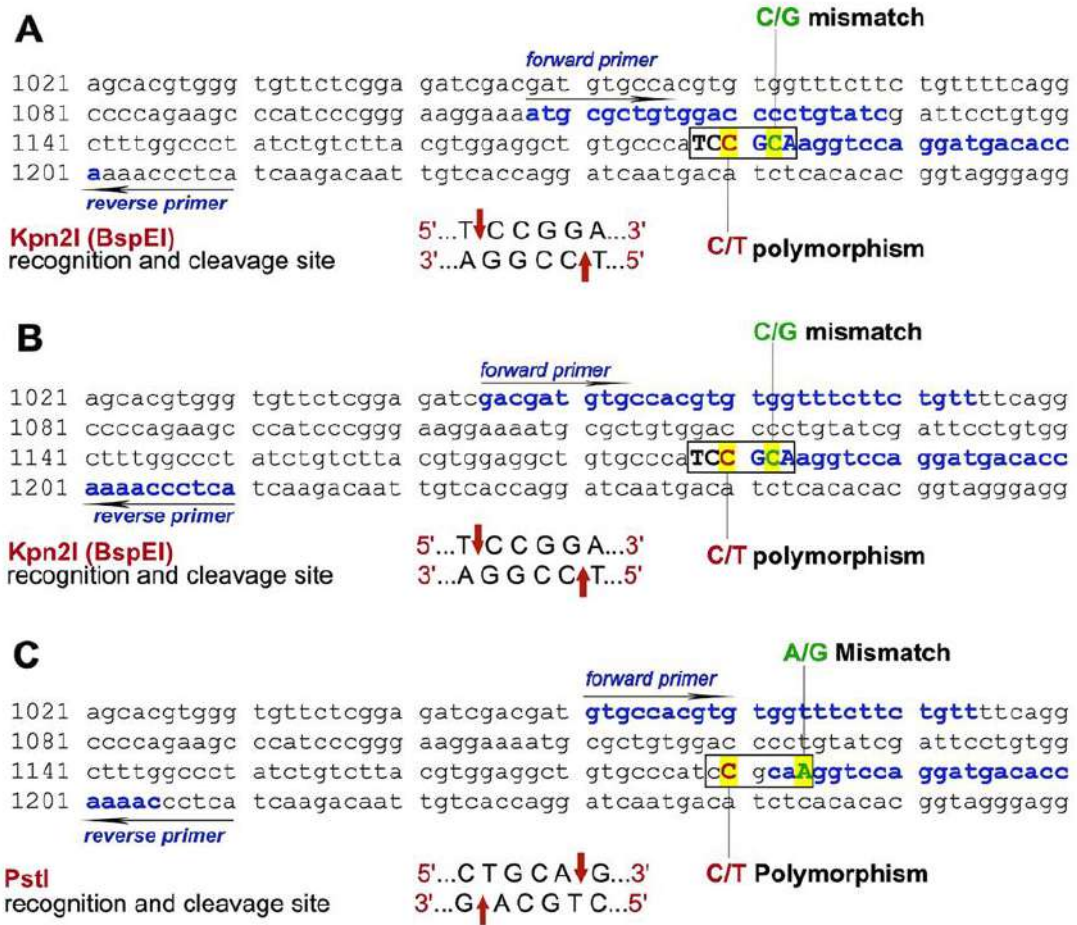 A
C/G mismatch
forward primer
1021 agcacgtggg tgttctcgga gatcgacgat gtgccacgtg tggtttcttc tgttttcagg
1081 ccccagaagc ccatcccggg aaggaaaatg cgctgtggac ccctgtatcg attcctgtgg
1141 ctttggccct atctgtctta cgtggaggct gtgcccaTCC GCAaggtcca ggatgacacc
1201 aaaaccctca tcaagacaat tgtcaccagg atcaatgaca tctcacacac ggtagggagg
reverse primer
Kpn2I (BspEI)
recognition and cleavage site
5'...T CCGGA...3'
3'...AGGCC T...5'
C/T polymorphism
B
C/G mismatch
forward primer
1021 agcacgtggg tgttctcgga gatcgacgat gtgccacgtg tggtttcttc tgttttcagg
1081 ccccagaagc ccatcccggg aaggaaaatg cgctgtggac ccctgtatcg attcctgtgg
1141 ctttggccct atctgtctta cgtggaggct gtgcccaTCC GCAaggtcca ggatgacacc
1201 aaaaccctca tcaagacaat tgtcaccagg atcaatgaca tctcacacac ggtagggagg
reverse primer
Kpn2I (BspEI)
recognition and cleavage site
5'...T CCGGA...3'
3'...AGGCC T...5'
C/T polymorphism
C
A/G Mismatch
forward primer
1021 agcacgtggg tgttctcgga gatcgacgat gtgccacgtg tggtttcttc tgttttcagg
1081 ccccagaagc ccatcccggg aaggaaaatg cgctgtggac ccctgtatcg attcctgtgg
1141 ctttggccct atctgtctta cgtggaggct gtgcccatcC gcaAggtcca ggatgacacc
1201 aaaaccctca tcaagacaat tgtcaccagg atcaatgaca tctcacacac ggtagggagg
reverse primer
PstI
recognition and cleavage site
5'...CTGCA G...3'
3'...G ACGTC...5'
C/T Polymorphism